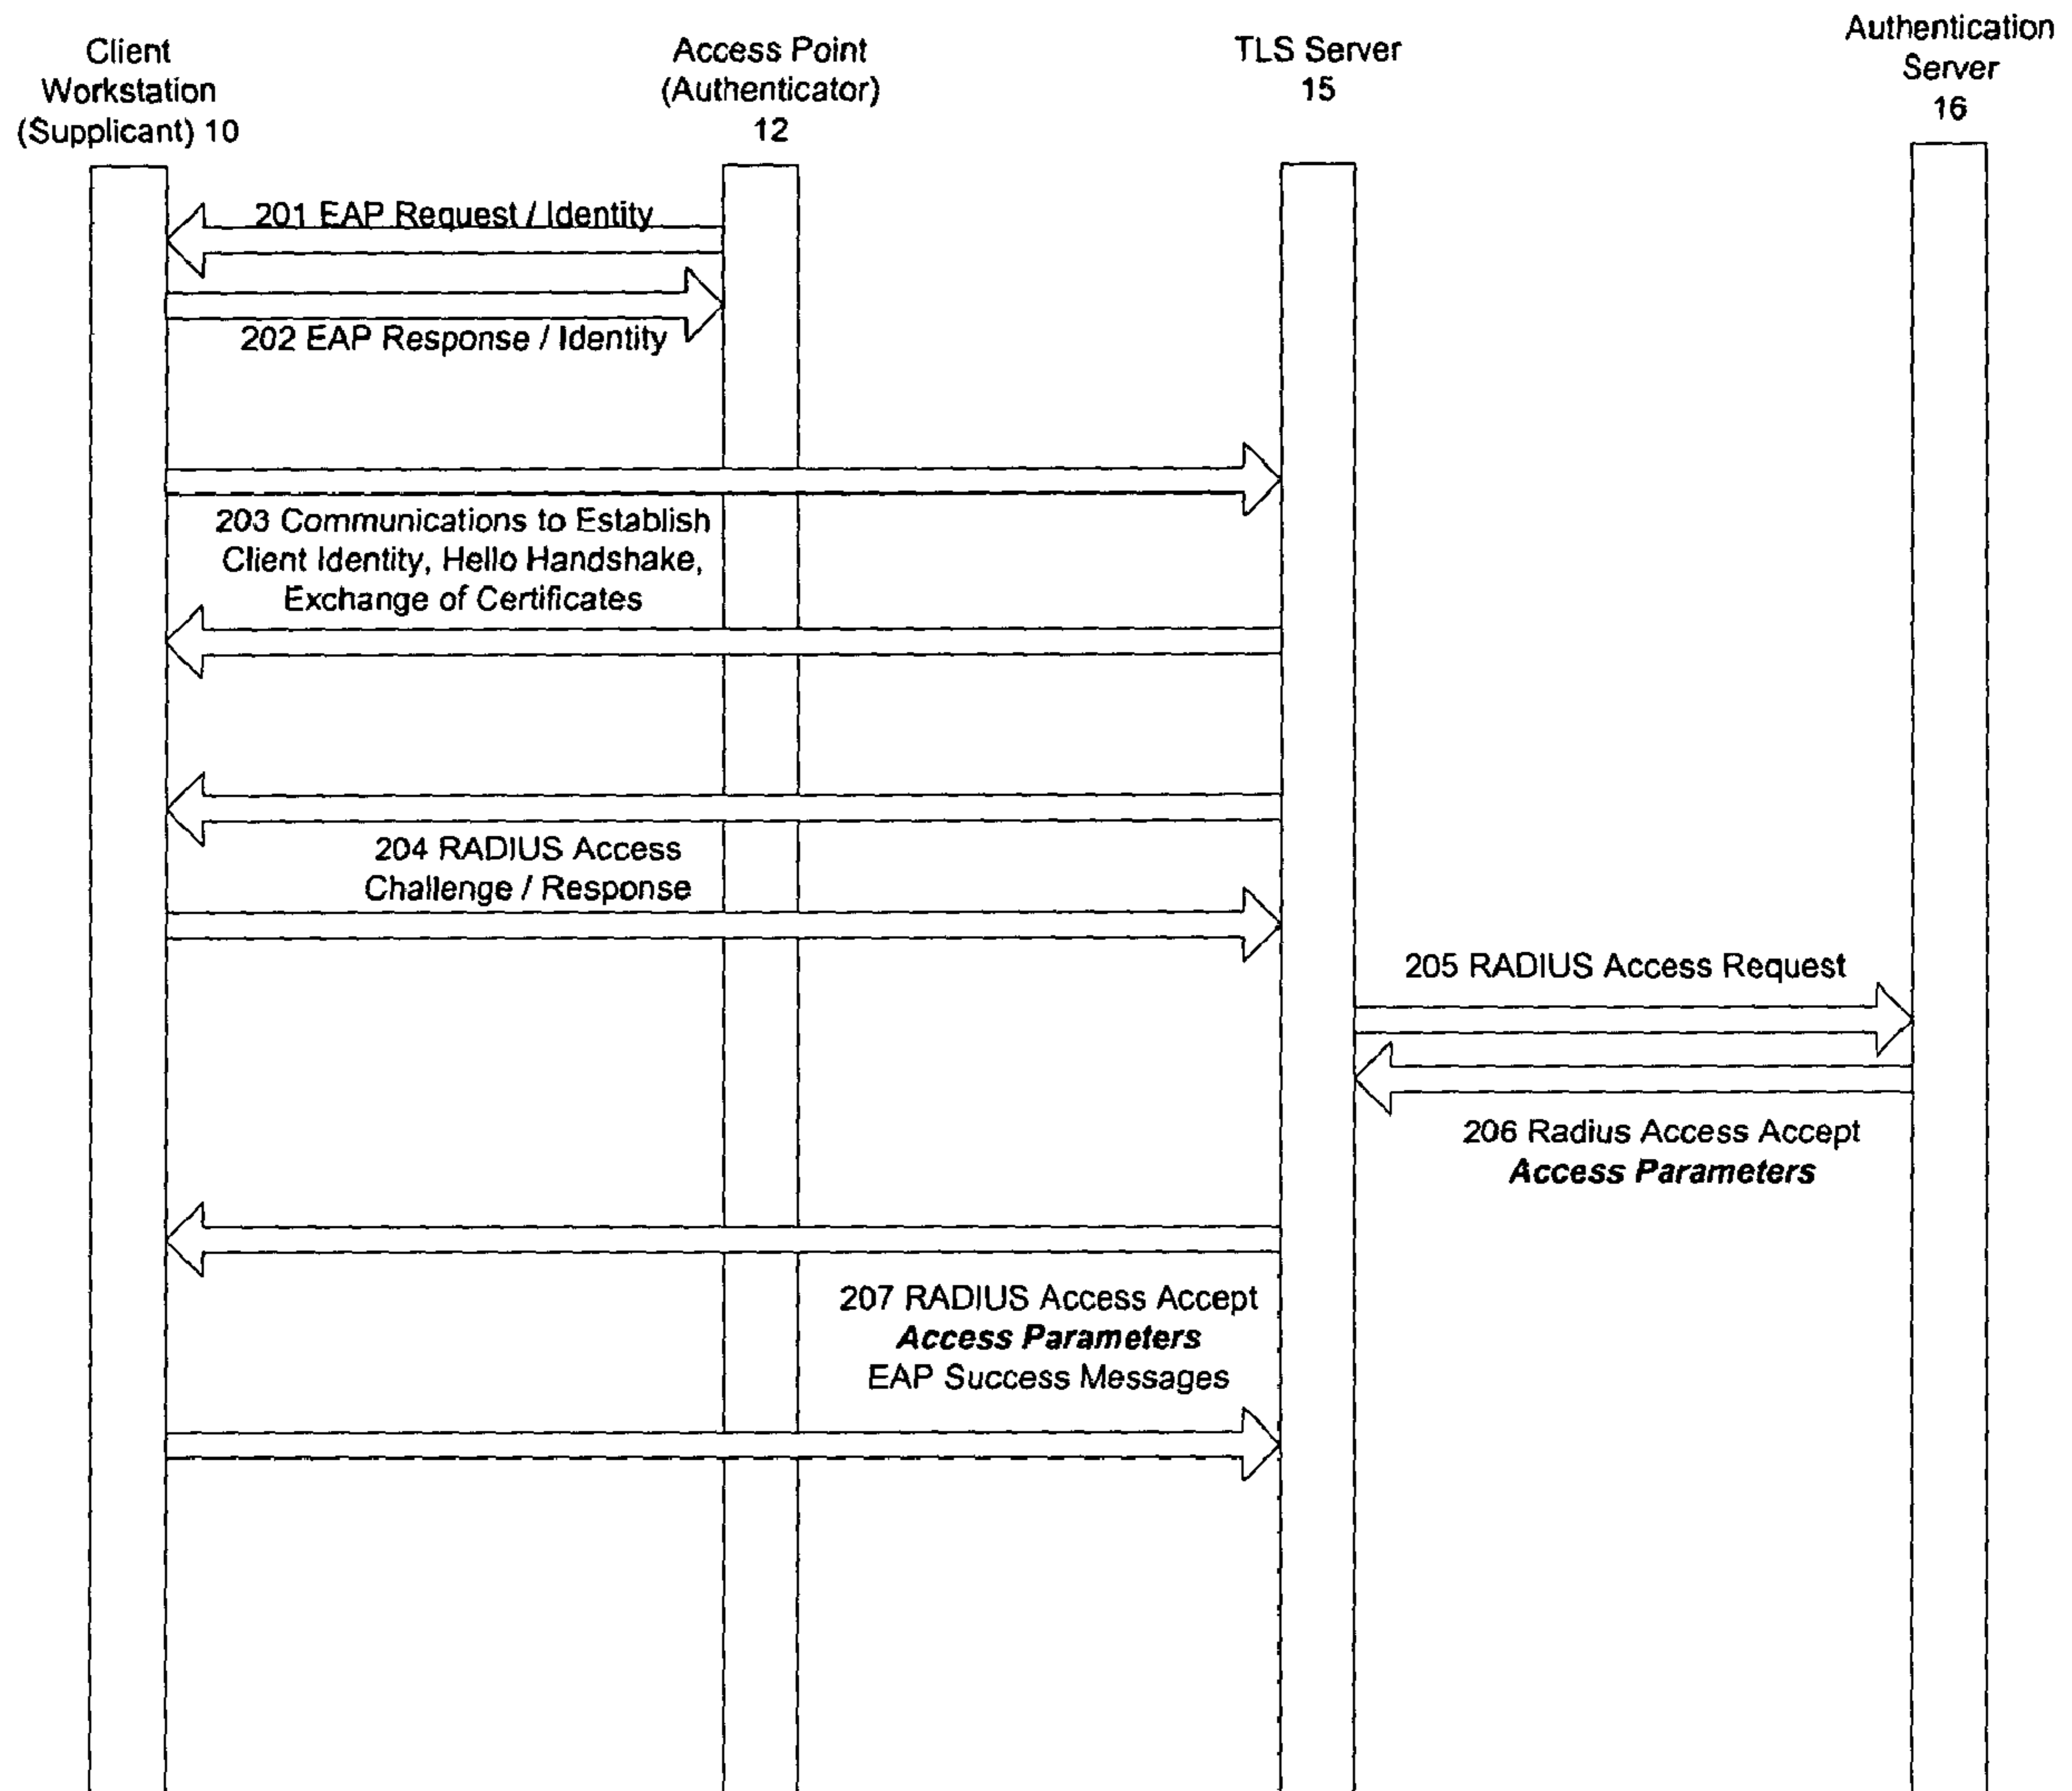 Client
Workstation
(Supplicant) 10
Access Point
(Authenticator)
12
TLS Server
15
Authentication
Server
16
201 EAP Request / Identity
202 EAP Response / Identity
203 Communications to Establish
Client Identity, Hello Handshake,
Exchange of Certificates
204 RADIUS Access
Challenge / Response
205 RADIUS Access Request
206 Radius Access Accept
Access Parameters
207 RADIUS Access Accept
Access Parameters
EAP Success Messages